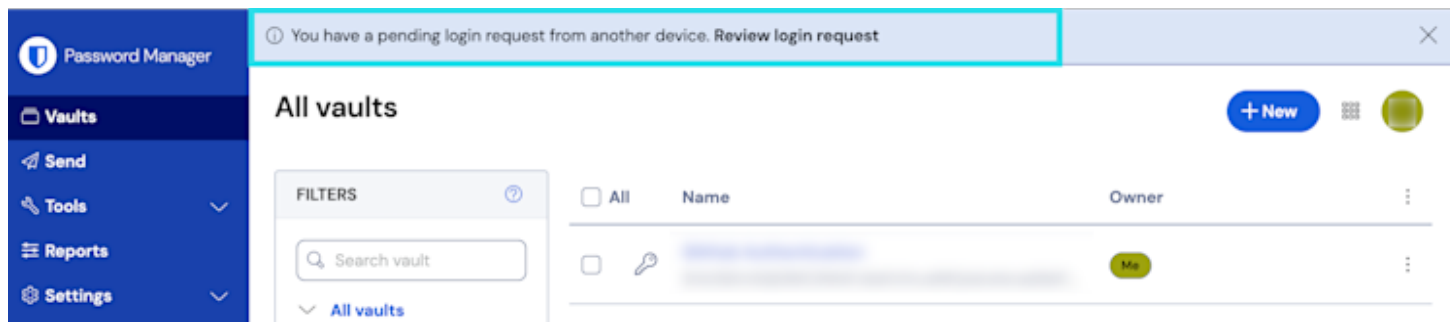 You have a pending login request from another device. Review login request
Password Manager
All vaults
+ New
Vaults
Send
Tools
Reports
Settings
FILTERS
Search vault
All vaults
All Name Owner
Me